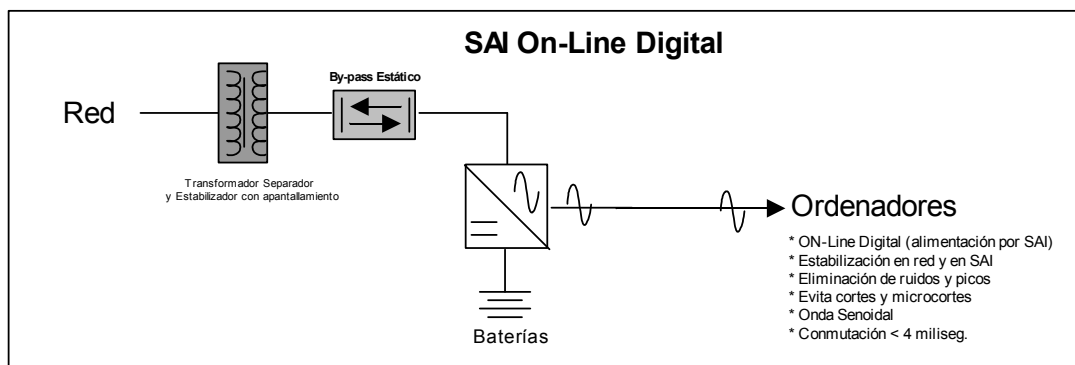 SAI On-Line Digital
By-pass Estático
Red
Transformador Separador
y Estabilizador con apantallamiento
Ordenadores
* ON-Line Digital (alimentación por SAI)
* Estabilización en red y en SAI
* Eliminación de ruidos y picos
* Evita cortes y microcortes
* Onda Senoidal
* Conmutación < 4 miliseg.
Baterías